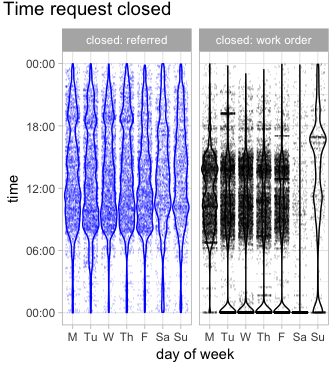 Time request closed
closed: referred
closed: work order
00:00
18:00
12:00
06:00
00:00
time
M Tu W Th F Sa Su
M Tu W Th F Sa Su
day of week